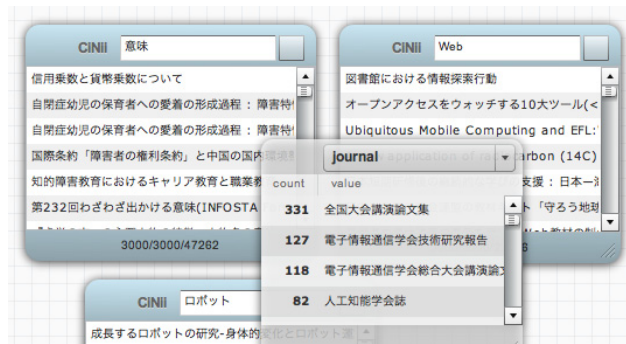 CiNii 意味
信用乗数と貨幣乗数について
自閉症幼児の保育者への愛着の形成過程 : 障害特
自閉症幼児の保育者への愛着の形成過程 : 障害
国際条約「障害者の権利条約」と中国の国内
知的障害教育におけるキャリア教育と職業教
第232回わざわざ出かける意味(INFOSTA
3000/3000/47262
CiNii Web
図書館における情報探索行動
オープンアクセスをウォッチする10大ツール(<
Ubiquitous Mobile Computing and EFL:
application of carbon (14C)
支援 : 日本―
ト「守ろう地球
journal
count value
331 全国大会講演論文集
127 電子情報通信学会技術研究報告
118 電子情報通信学会総合大会講演論文
82 人工知能学会誌
CiNii ロボット
成長するロボットの研究-身体的変化とロボット